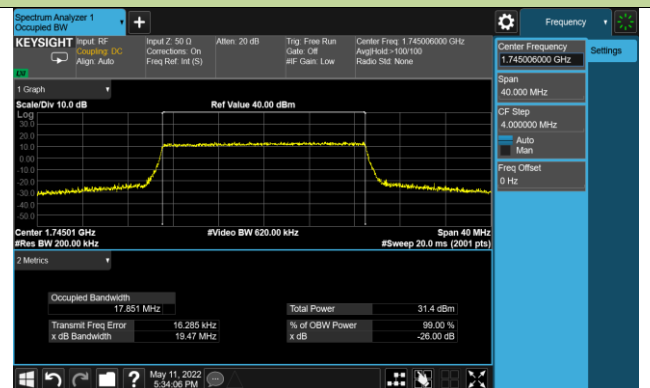 Spectrum Analyzer 1
Occupied BW
Frequency
KEYSIGHT
Input: RF
Coupling: DC
Align: Auto
Input Z: 50 Ω
Corrections: On
Freq Ref: Int (S)
Atten: 20 dB
Trig: Free Run
Gate: Off
#IF Gain: Low
Center Freq: 1.745006000 GHz
Avg|Hold:>100/100
Radio Std: None
LXI
Center Frequency
1.745006000 GHz
Settings
Span
40.000 MHz
CF Step
4.000000 MHz
Auto
Man
Freq Offset
0 Hz
1 Graph
Scale/Div 10.0 dB
Ref Value 40.00 dBm
Log
30.0
20.0
10.0
0.00
-10.0
-20.0
-30.0
-40.0
-50.0
Center 1.74501 GHz
#Video BW 620.00 kHz
Span 40 MHz
#Res BW 200.00 kHz
#Sweep 20.0 ms (2001 pts)
2 Metrics
Occupied Bandwidth
17.851 MHz
Total Power 31.4 dBm
Transmit Freq Error 16.285 kHz
% of OBW Power 99.00 %
x dB Bandwidth 19.47 MHz
x dB -26.00 dB
May 11, 2022
5:34:06 PM